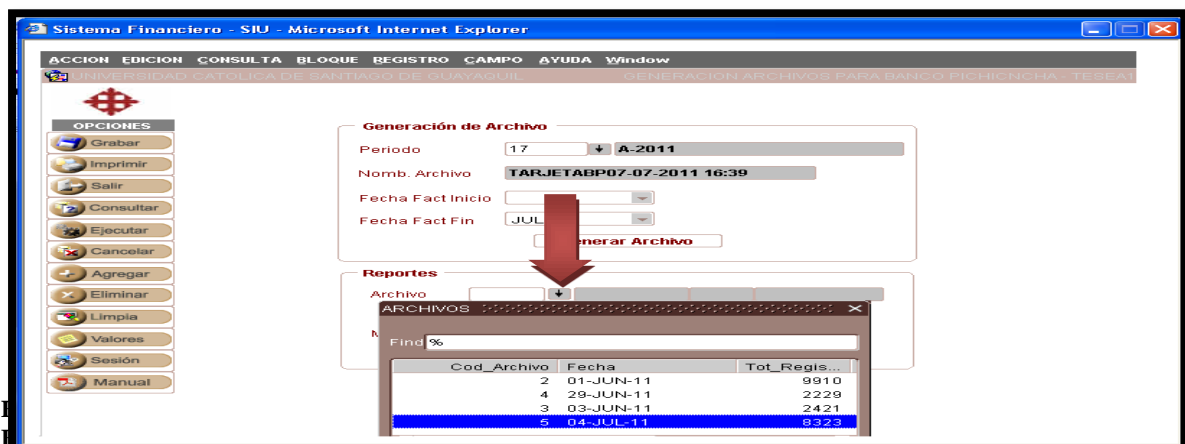 Sistema Financiero - SIU - Microsoft Internet Explorer
ACCION EDICION CONSULTA BLOQUE REGISTRO CAMPO AYUDA Window
UNIVERSIDAD CATOLICA DE SANTIAGO DE GUAYAQUIL GENERACION ARCHIVOS PARA BANCO PICHICNCHA - TESEA1
OPCIONES
Grabar
Imprimir
Salir
Consultar
Ejecutar
Cancelar
Agregar
Eliminar
Limpia
Valores
Sesión
Manual
Generación de Archivo
Periodo 17 A-2011
Nomb. Archivo TARJETABP07-07-2011 16:39
Fecha Fact Inicio
Fecha Fact Fin JUL
enerar Archivo
Reportes
Archivo
ARCHIVOS
Find %
Cod_Archivo Fecha Tot_Regis...
2 01-JUN-11 9910
4 29-JUN-11 2229
3 03-JUN-11 2421
5 04-JUL-11 8323